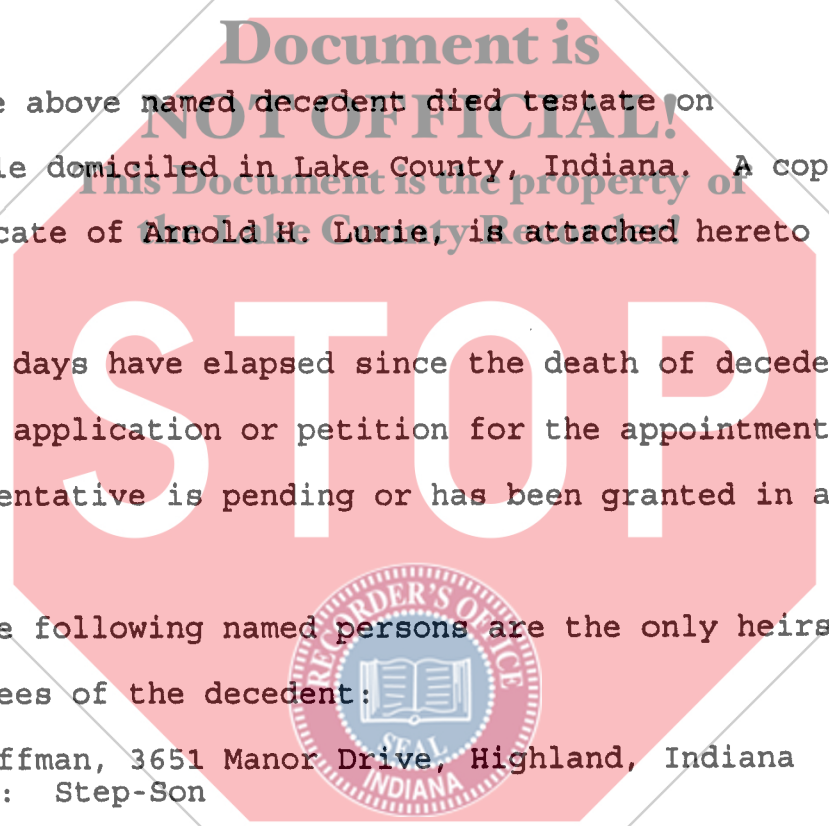 Document is
e above named decedent died testate on
NOT OFFICIAL!
le domiciled in Lake County, Indiana. A cop
This Document is the property of
the Lake County Recorder!
cate of Arnold H. Lurie, is attached hereto
STOP
days have elapsed since the death of decede
application or petition for the appointment
entative is pending or has been granted in a
e following named persons are the only heirs
ees of the decedent:
RECORDER'S OFFICE
SEAL
INDIANA
ffman, 3651 Manor Drive, Highland, Indiana
: Step-Son